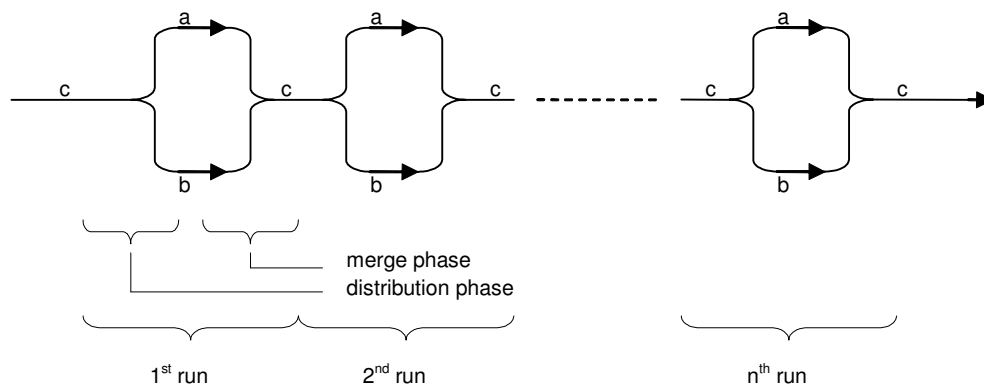 a a a
c c c c c
b b b
merge phase
distribution phase
1st run 2nd run nth run